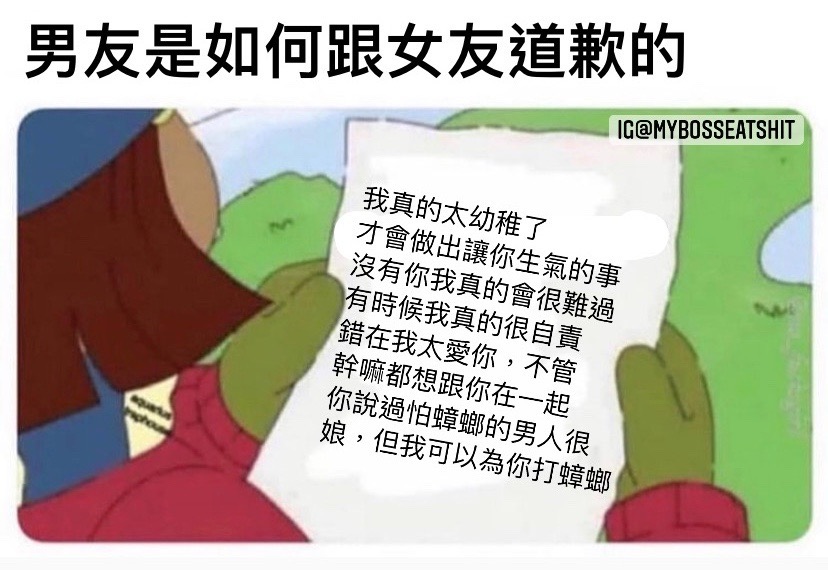 男友是如何跟女友道歉的
IG@MYBOSSEATSHIT
我真的太幼稚了
才會做出讓你生氣的事
沒有你我真的會很難過
有時候我真的很自責
錯在我太愛你，不管
幹嘛都想跟你在一起
你說過怕蟑螂的男人很
娘，但我可以為你打蟑螂
aquarius
traphouse